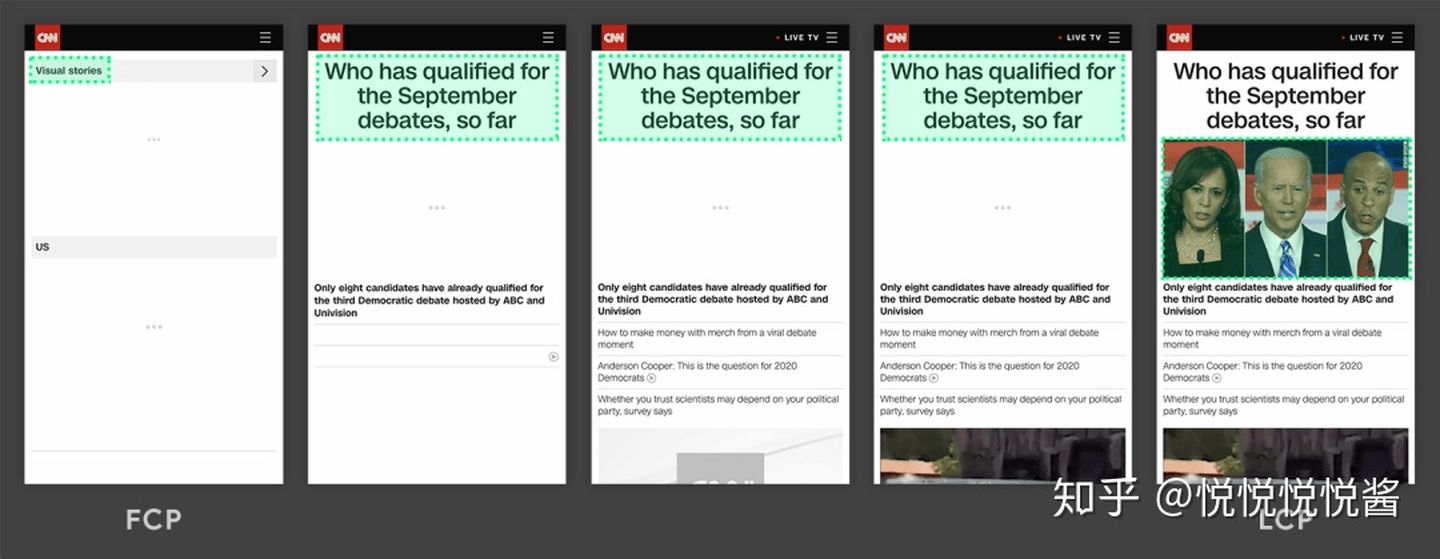 CNN
Visual stories
US
CNN
Who has qualified for
the September
debates, so far
Only eight candidates have already qualified for
the third Democratic debate hosted by ABC and
Univision
CNN
LIVE TV
Who has qualified for
the September
debates, so far
Only eight candidates have already qualified for
the third Democratic debate hosted by ABC and
Univision
How to make money with merch from a viral debate
moment
Anderson Cooper: This is the question for 2020
Democrats
Whether you trust scientists may depend on your political
party, survey says
CNN
LIVE TV
Who has qualified for
the September
debates, so far
Only eight candidates have already qualified for
the third Democratic debate hosted by ABC and
Univision
How to make money with merch from a viral debate
moment
Anderson Cooper: This is the question for 2020
Democrats
Whether you trust scientists may depend on your political
party, survey says
CNN
LIVE TV
Who has qualified for
the September
debates, so far
Only eight candidates have already qualified for
the third Democratic debate hosted by ABC and
Univision
How to make money with merch from a viral debate
moment
Anderson Cooper: This is the question for 2020
Democrats
Whether you trust scientists may depend on your political
party, survey says
FCP
LCP
知乎 @悦悦悦悦酱